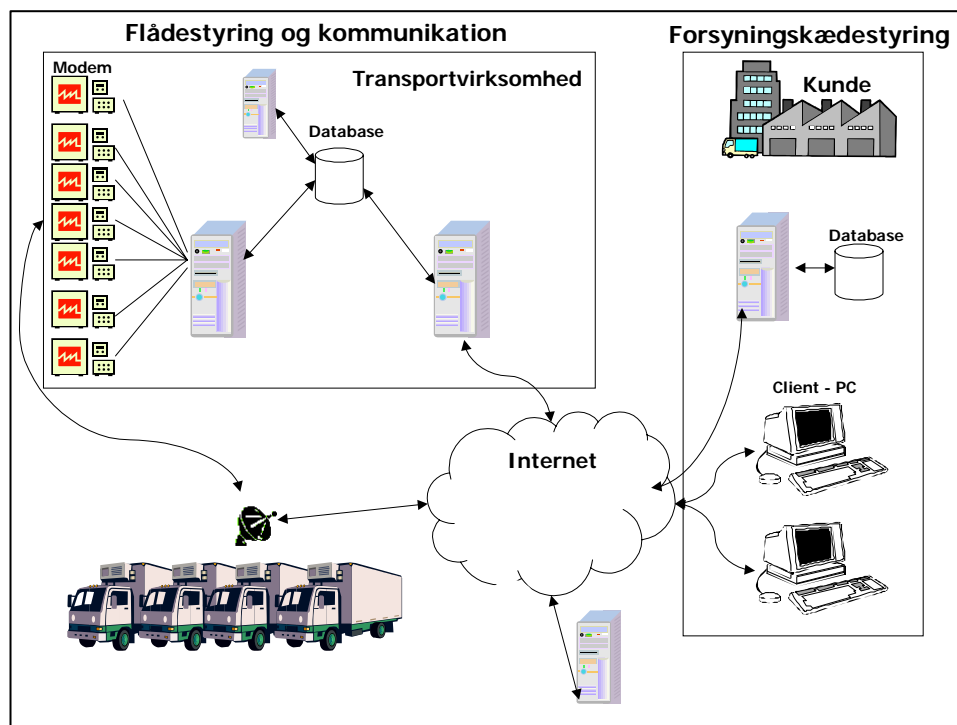 Flådestyring og kommunikation
Forsyningskædestyring
Modem
Transportvirksomhed
Kunde
Database
Database
Client - PC
Internet